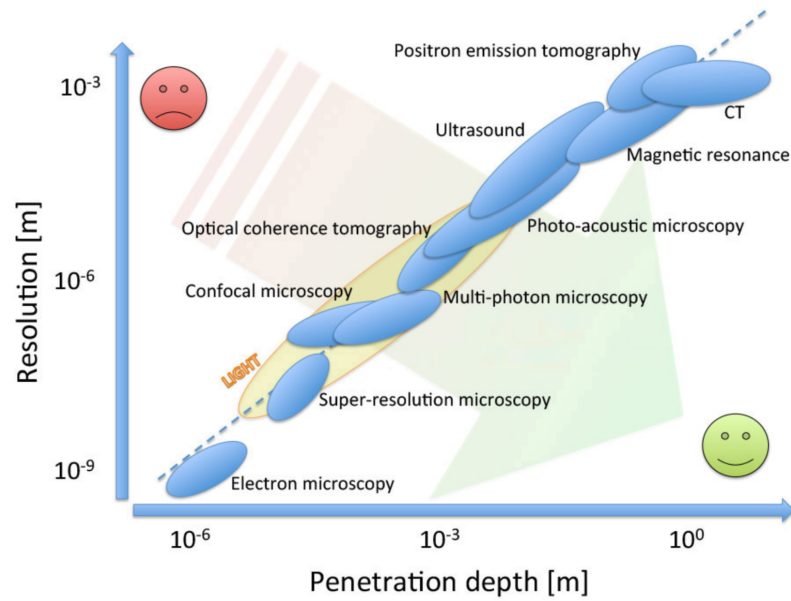 Positron emission tomography
10-3
CT
Ultrasound
Magnetic resonance
Optical coherence tomography
Photo-acoustic microscopy
Resolution [m]
10-6
Confocal microscopy
Multi-photon microscopy
LIGHT
Super-resolution microscopy
10-9
Electron microscopy
10-6
10-3
100
Penetration depth [m]